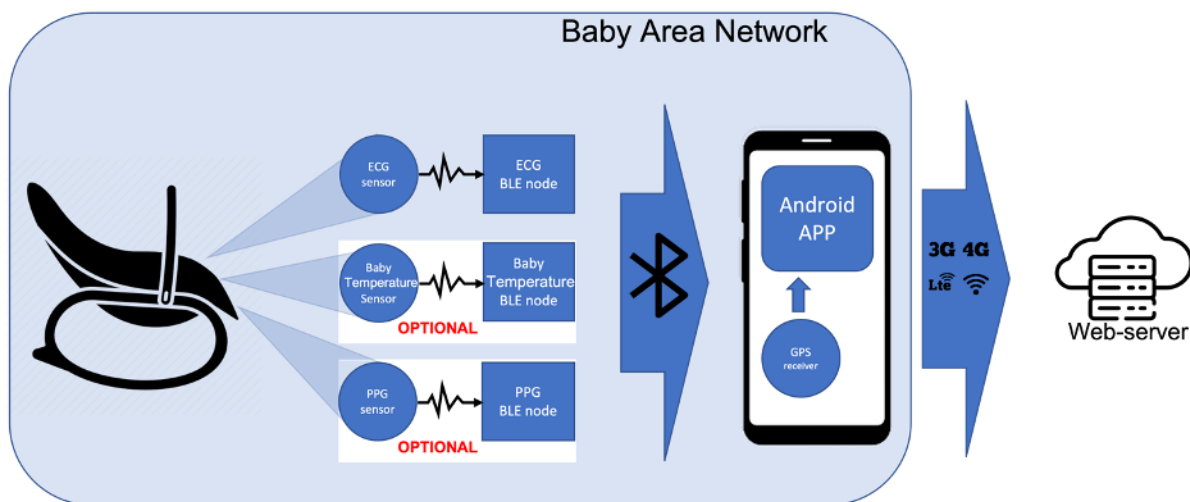 Baby Area Network
ECG
sensor
ECG
BLE node
Baby
Temperature
Sensor
Baby
Temperature
BLE node
OPTIONAL
PPG
sensor
PPG
BLE node
OPTIONAL
Android
APP
GPS
receiver
3G 4G
Lte
Web-server